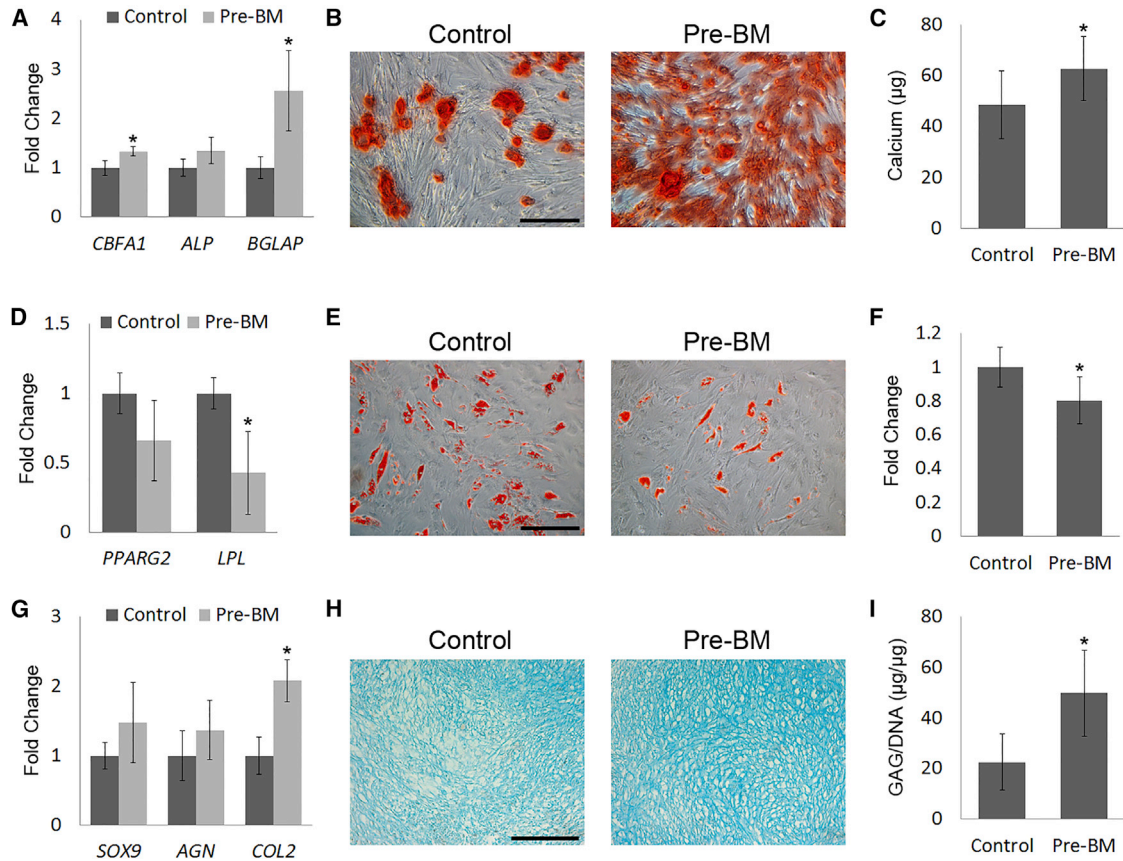 A
Control Pre-BM
Fold Change
4
3
2
1
0
*
*
CBFA1 ALP BGLAP
B
Control Pre-BM
C
Calcium (µg)
80
60
40
20
0
*
Control Pre-BM
D
Control Pre-BM
Fold Change
1.5
1
0.5
0
*
PPARG2 LPL
E
Control Pre-BM
F
Fold Change
1.2
1
0.8
0.6
0.4
0.2
0
*
Control Pre-BM
G
Control Pre-BM
Fold Change
3
2
1
0
*
SOX9 AGN COL2
H
Control Pre-BM
I
GAG/DNA (µg/µg)
80
60
40
20
0
*
Control Pre-BM